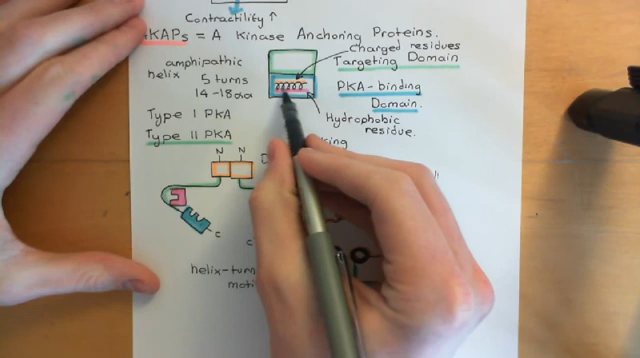 Contractility ↑
AKAPs = A Kinase Anchoring Proteins.
Charged residues
amphipathic
helix
5 turns
14-18aa
Targeting Domain
PKA-binding
Domain.
Hydrophobic
residue.
Type I PKA
Type II PKA
N N
C
helix-turn